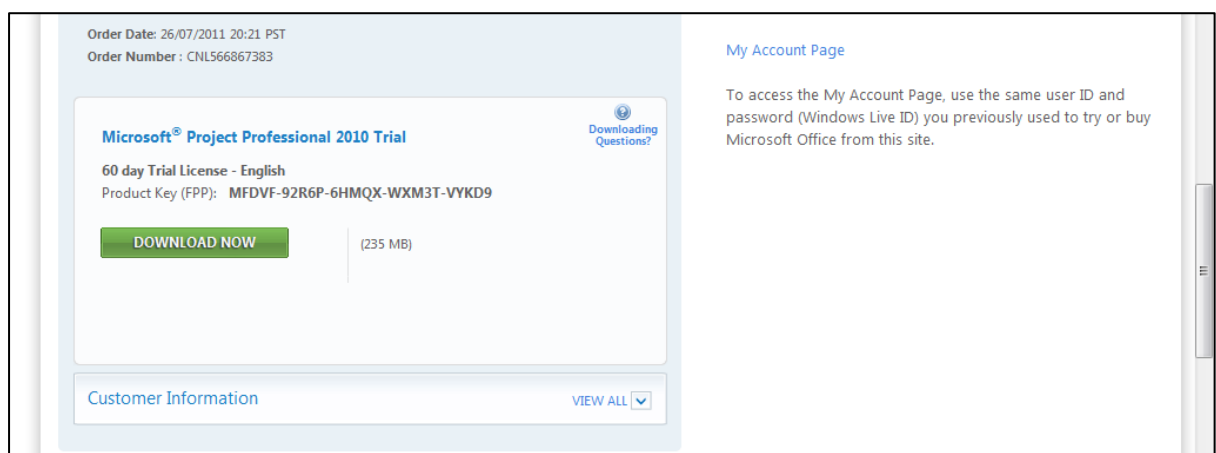 Order Date: 26/07/2011 20:21 PST
Order Number : CNL566867383
Microsoft® Project Professional 2010 Trial
Downloading
Questions?
60 day Trial License - English
Product Key (FPP): MFDVF-92R6P-6HMQX-WXM3T-VYKD9
DOWNLOAD NOW
(235 MB)
Customer Information
VIEW ALL
My Account Page
To access the My Account Page, use the same user ID and
password (Windows Live ID) you previously used to try or buy
Microsoft Office from this site.